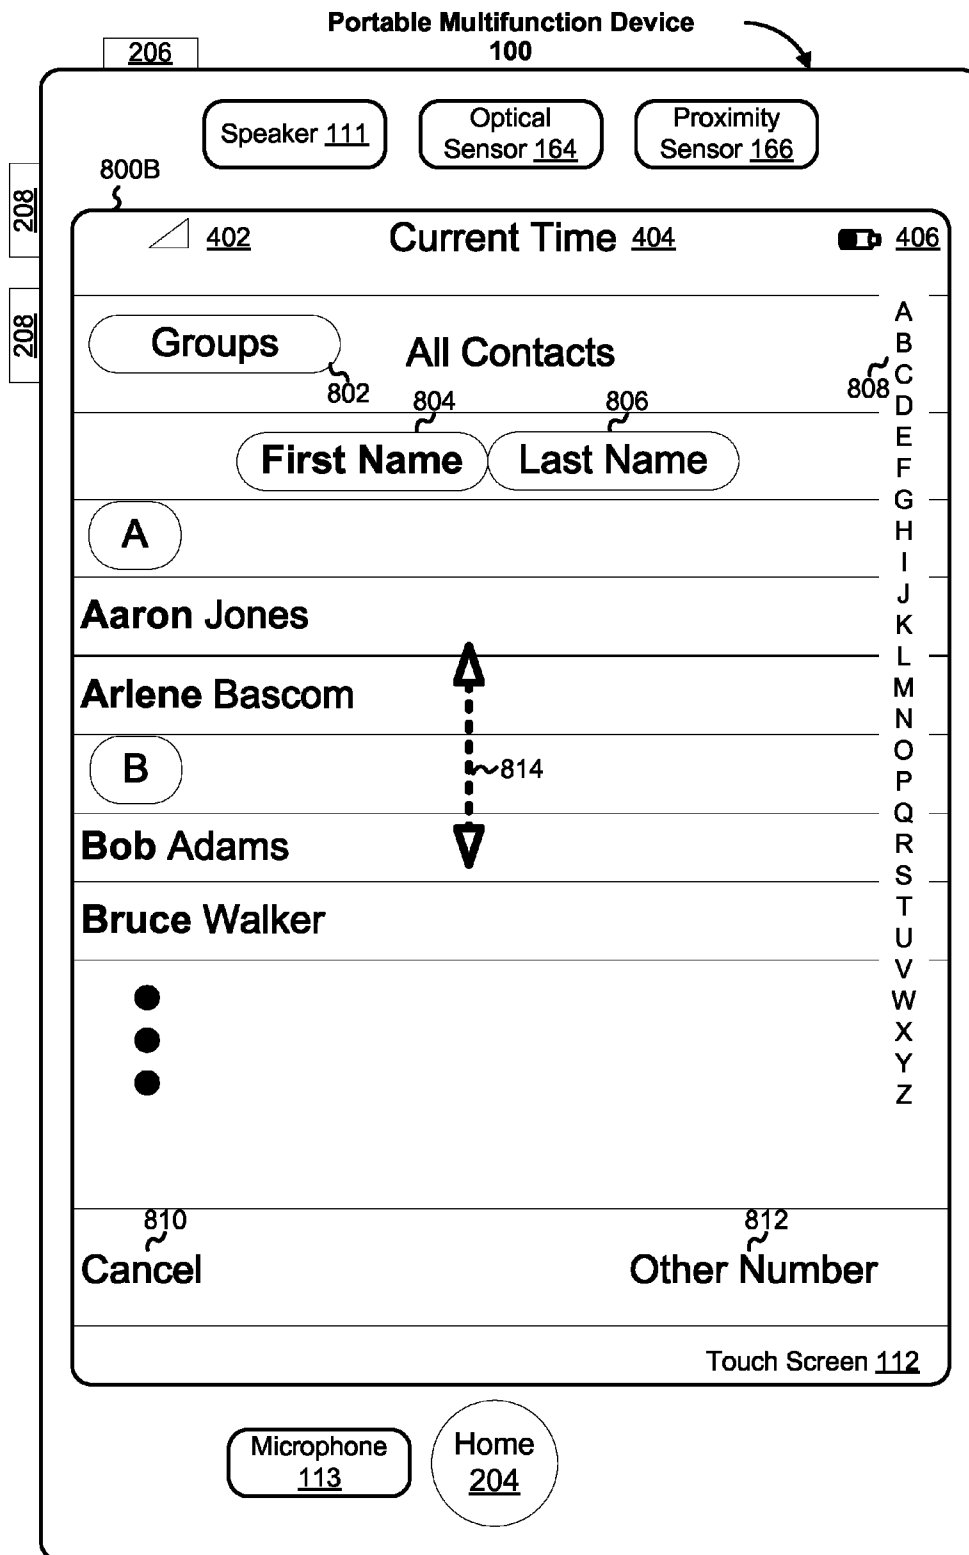 Portable Multifunction Device
100
206
Speaker 111
Optical
Sensor 164
Proximity
Sensor 166
800B
208
208
402
Current Time 404
406
Groups
802
All Contacts
808
804
806
First Name
Last Name
A
Aaron Jones
Arlene Bascom
B
814
Bob Adams
Bruce Walker
A
B
C
D
E
F
G
H
I
J
K
L
M
N
O
P
Q
R
S
T
U
V
W
X
Y
Z
810
812
Cancel
Other Number
Touch Screen 112
Microphone
113
Home
204